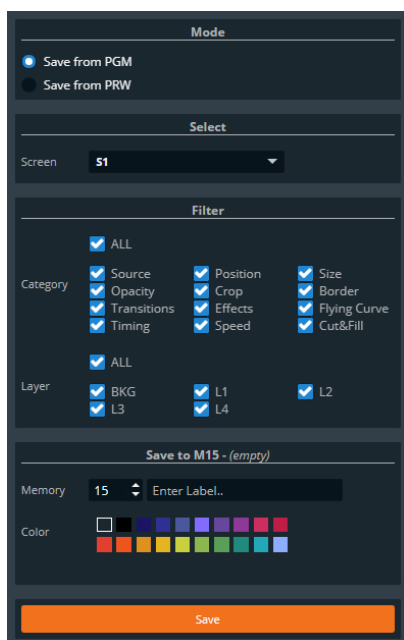 Mode
Save from PGM
Save from PRW
Select
Screen S1
Filter
ALL
Category
Source Position Size
Opacity Crop Border
Transitions Effects Flying Curve
Timing Speed Cut&Fill
ALL
Layer
BKG L1 L2
L3 L4
Save to M15 - (empty)
Memory 15 Enter Label..
Color
Save